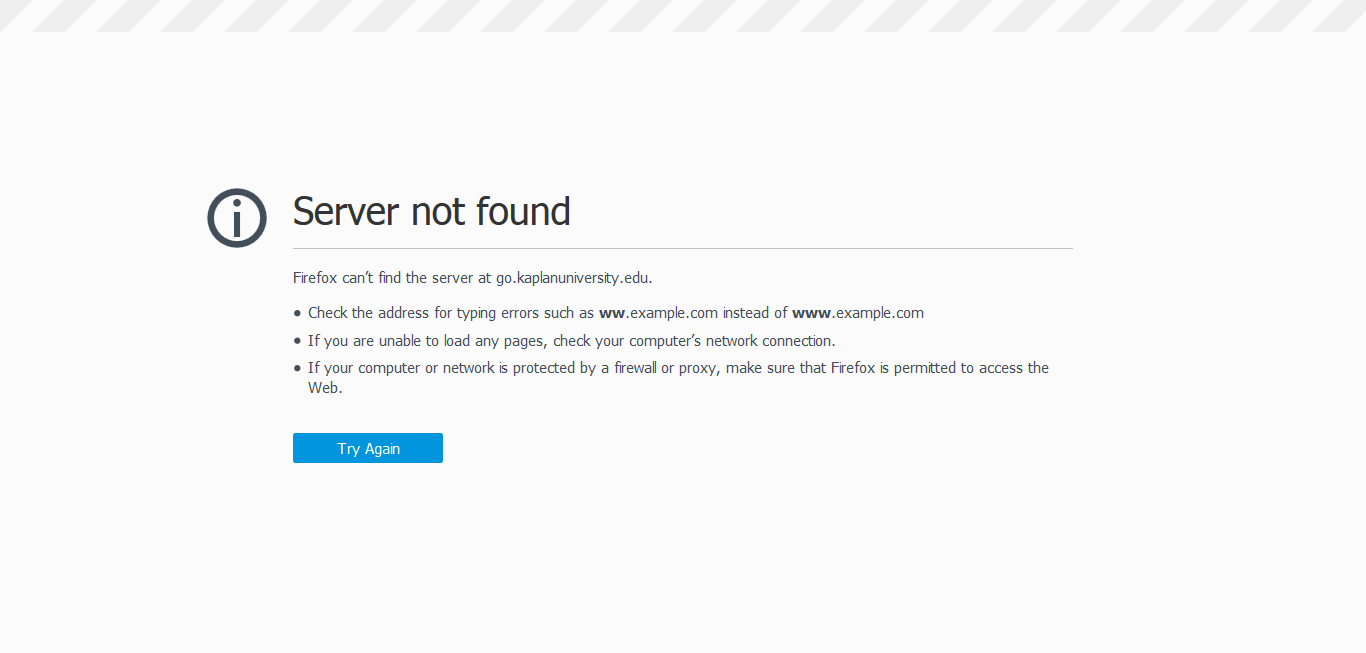 Server not found
Firefox can’t find the server at go.kaplanuniversity.edu.
• Check the address for typing errors such as ww.example.com instead of www.example.com
• If you are unable to load any pages, check your computer’s network connection.
• If your computer or network is protected by a firewall or proxy, make sure that Firefox is permitted to access the
Web.
Try Again